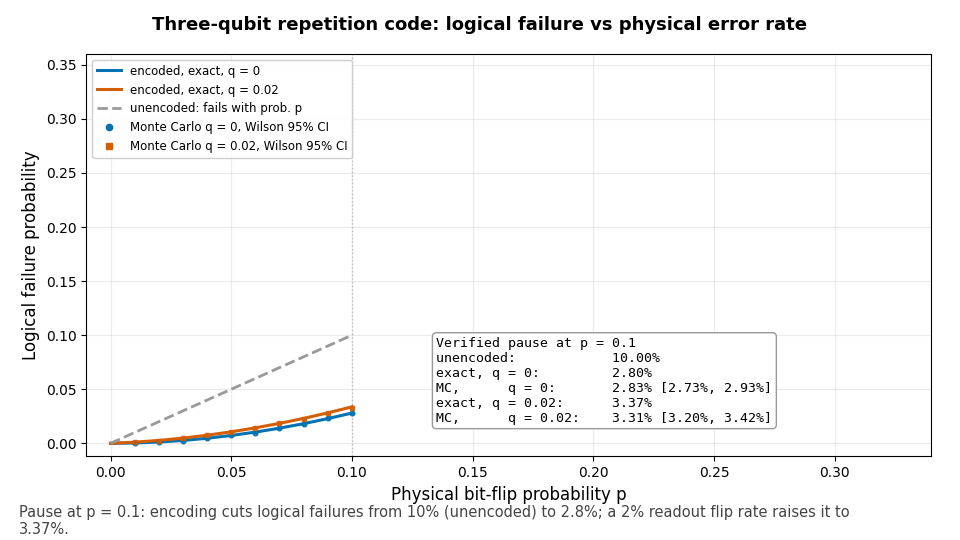 Three-qubit repetition code: logical failure vs physical error rate
Logical failure probability
0.35
0.30
0.25
0.20
0.15
0.10
0.05
0.00
encoded, exact, q = 0
encoded, exact, q = 0.02
unencoded: fails with prob. p
Monte Carlo q = 0, Wilson 95% CI
Monte Carlo q = 0.02, Wilson 95% CI
Verified pause at p = 0.1
unencoded: 10.00%
exact, q = 0: 2.80%
MC, q = 0: 2.83% [2.73%, 2.93%]
exact, q = 0.02: 3.37%
MC, q = 0.02: 3.31% [3.20%, 3.42%]
0.00 0.05 0.10 0.15 0.20 0.25 0.30
Physical bit-flip probability p
Pause at p = 0.1: encoding cuts logical failures from 10% (unencoded) to 2.8%; a 2% readout flip rate raises it to
3.37%.